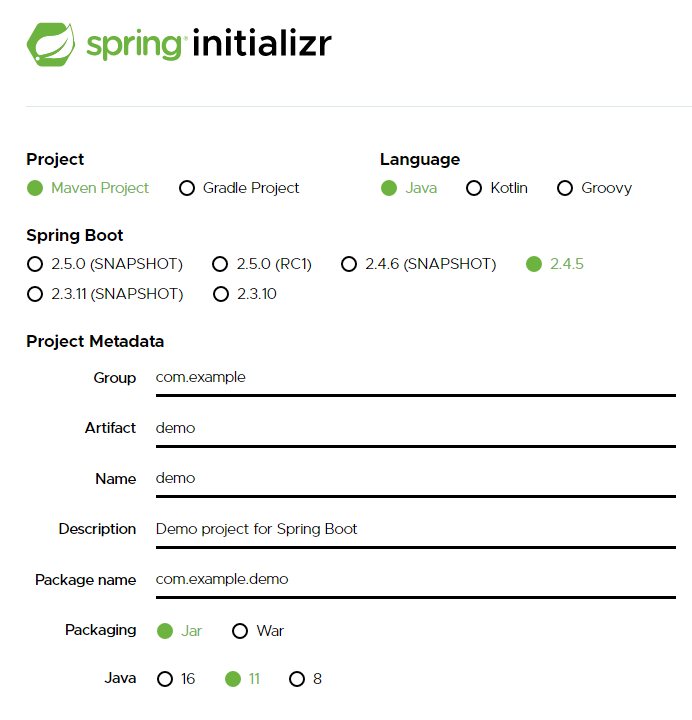 spring initializr
Project
Maven Project Gradle Project
Language
Java Kotlin Groovy
Spring Boot
2.5.0 (SNAPSHOT) 2.5.0 (RC1) 2.4.6 (SNAPSHOT) 2.4.5
2.3.11 (SNAPSHOT) 2.3.10
Project Metadata
Group com.example
Artifact demo
Name demo
Description Demo project for Spring Boot
Package name com.example.demo
Packaging Jar War
Java 16 11 8